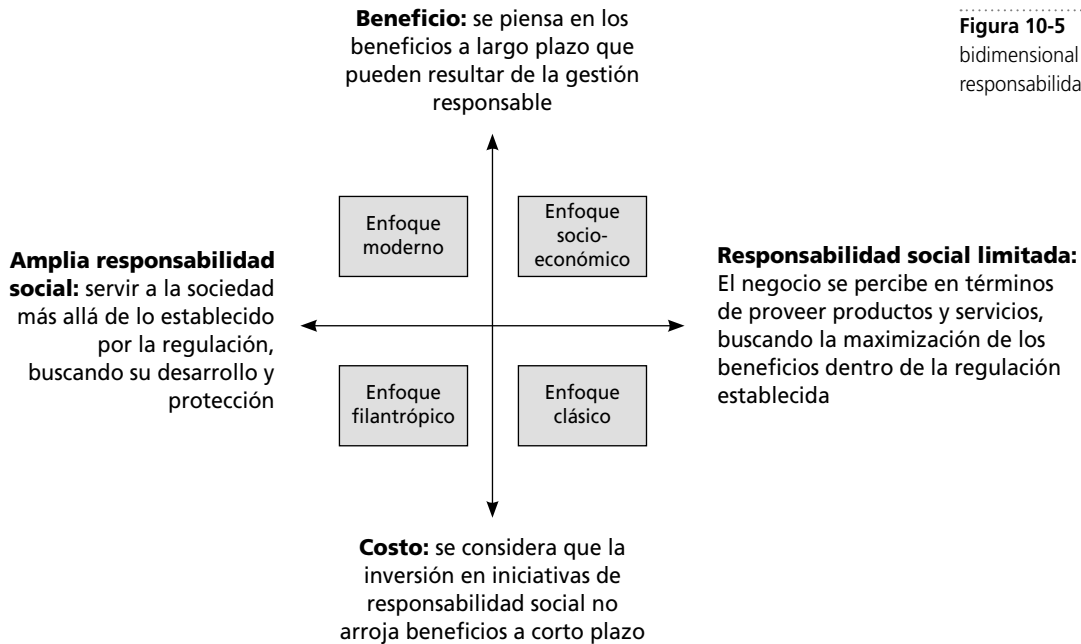 Beneficio: se piensa en los
beneficios a largo plazo que
pueden resultar de la gestión
responsable
Figura 10-5
bidimensional
responsabilida
Enfoque
moderno
Enfoque
socio-
económico
Amplia responsabilidad
social: servir a la sociedad
más allá de lo establecido
por la regulación,
buscando su desarrollo y
protección
Responsabilidad social limitada:
El negocio se percibe en términos
de proveer productos y servicios,
buscando la maximización de los
beneficios dentro de la regulación
establecida
Enfoque
filantrópico
Enfoque
clásico
Costo: se considera que la
inversión en iniciativas de
responsabilidad social no
arroja beneficios a corto plazo